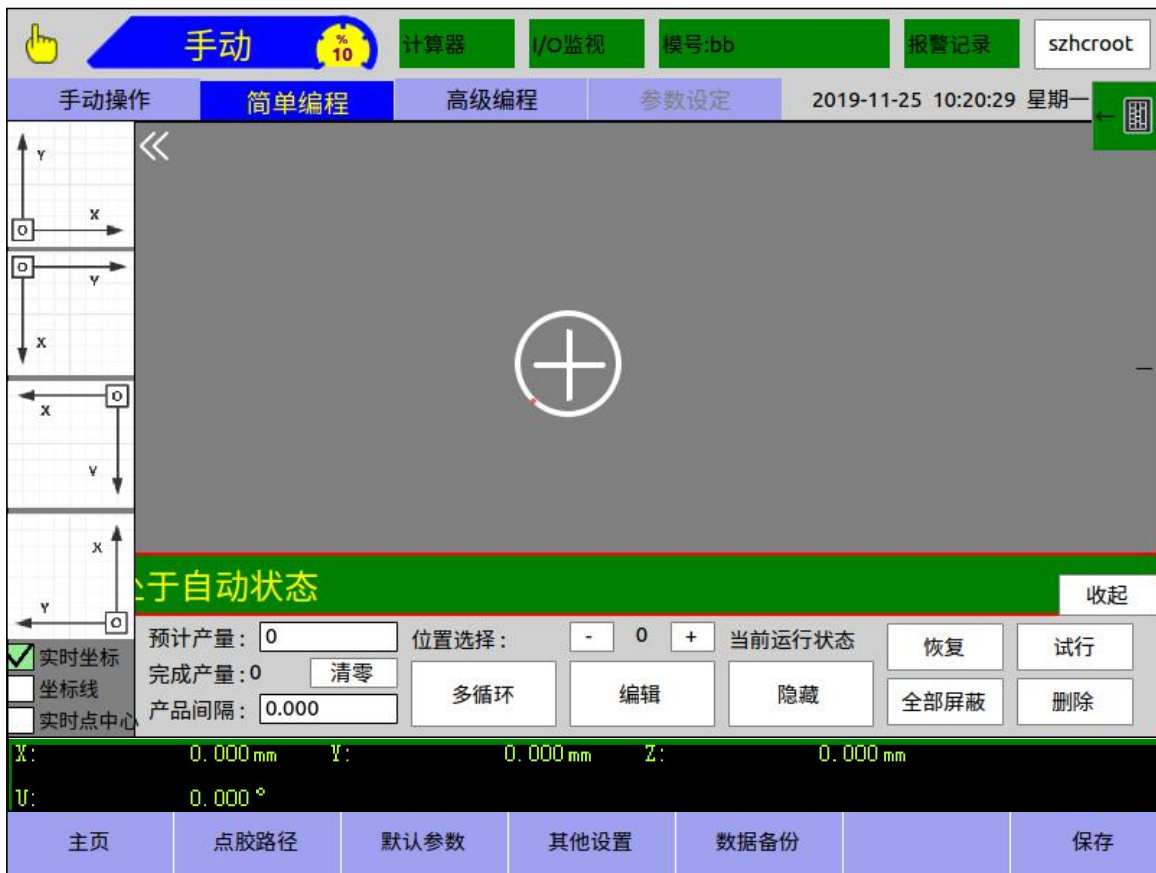 手动 % 10 计算器 I/O监视 模号:bb 报警记录 szhcroot
手动操作 简单编程 高级编程 参数设定 2019-11-25 10:20:29 星期一 ←
Y
X
O
O
Y
X
O
X
Y
X
Y
O
于自动状态 收起
实时坐标
坐标线
实时点中心
预计产量: 0 位置选择: - 0 + 当前运行状态 恢复 试行
完成产量:0 清零 多循环 编辑 隐藏 全部屏蔽 删除
产品间隔: 0.000
X: 0.000mm Y: 0.000mm Z: 0.000mm
U: 0.000°
主页 点胶路径 默认参数 其他设置 数据备份 保存